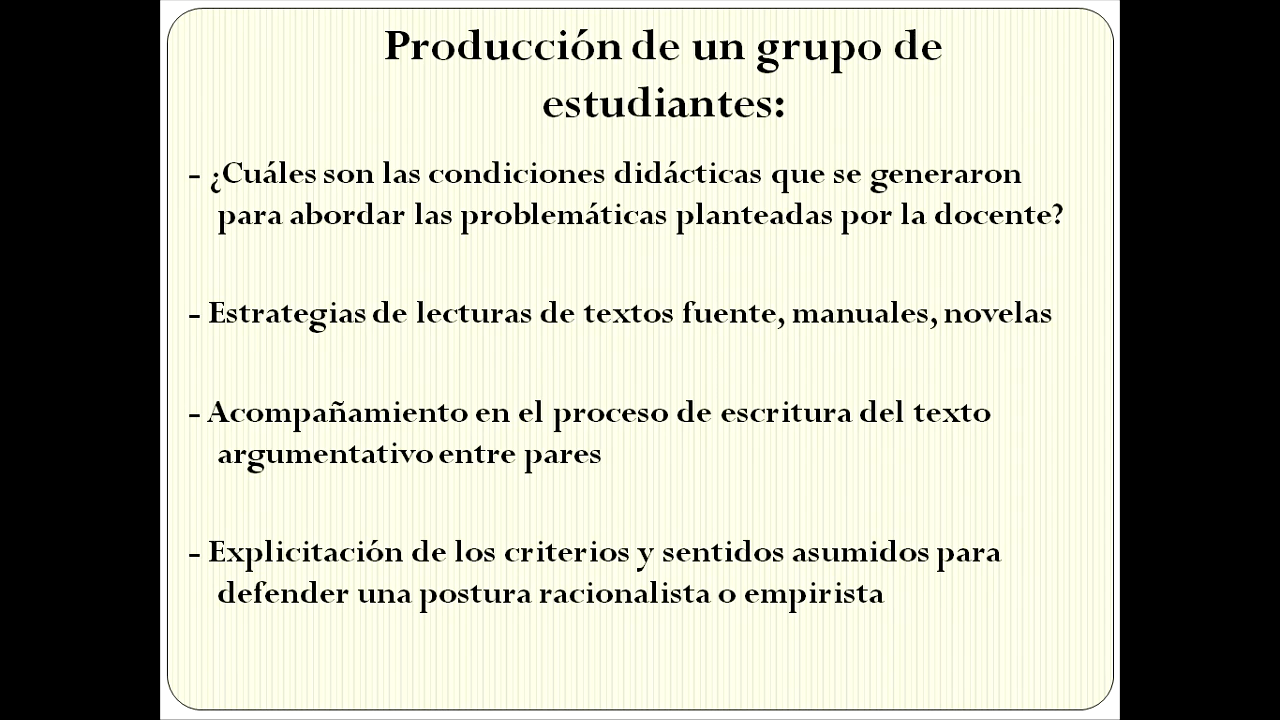 Producción de un grupo de
estudiantes:
- ¿Cuáles son las condiciones didácticas que se generaron
para abordar las problemáticas planteadas por la docente?
- Estrategias de lecturas de textos fuente, manuales, novelas
- Acompañamiento en el proceso de escritura del texto
argumentativo entre pares
- Explicitación de los criterios y sentidos asumidos para
defender una postura racionalista o empirista